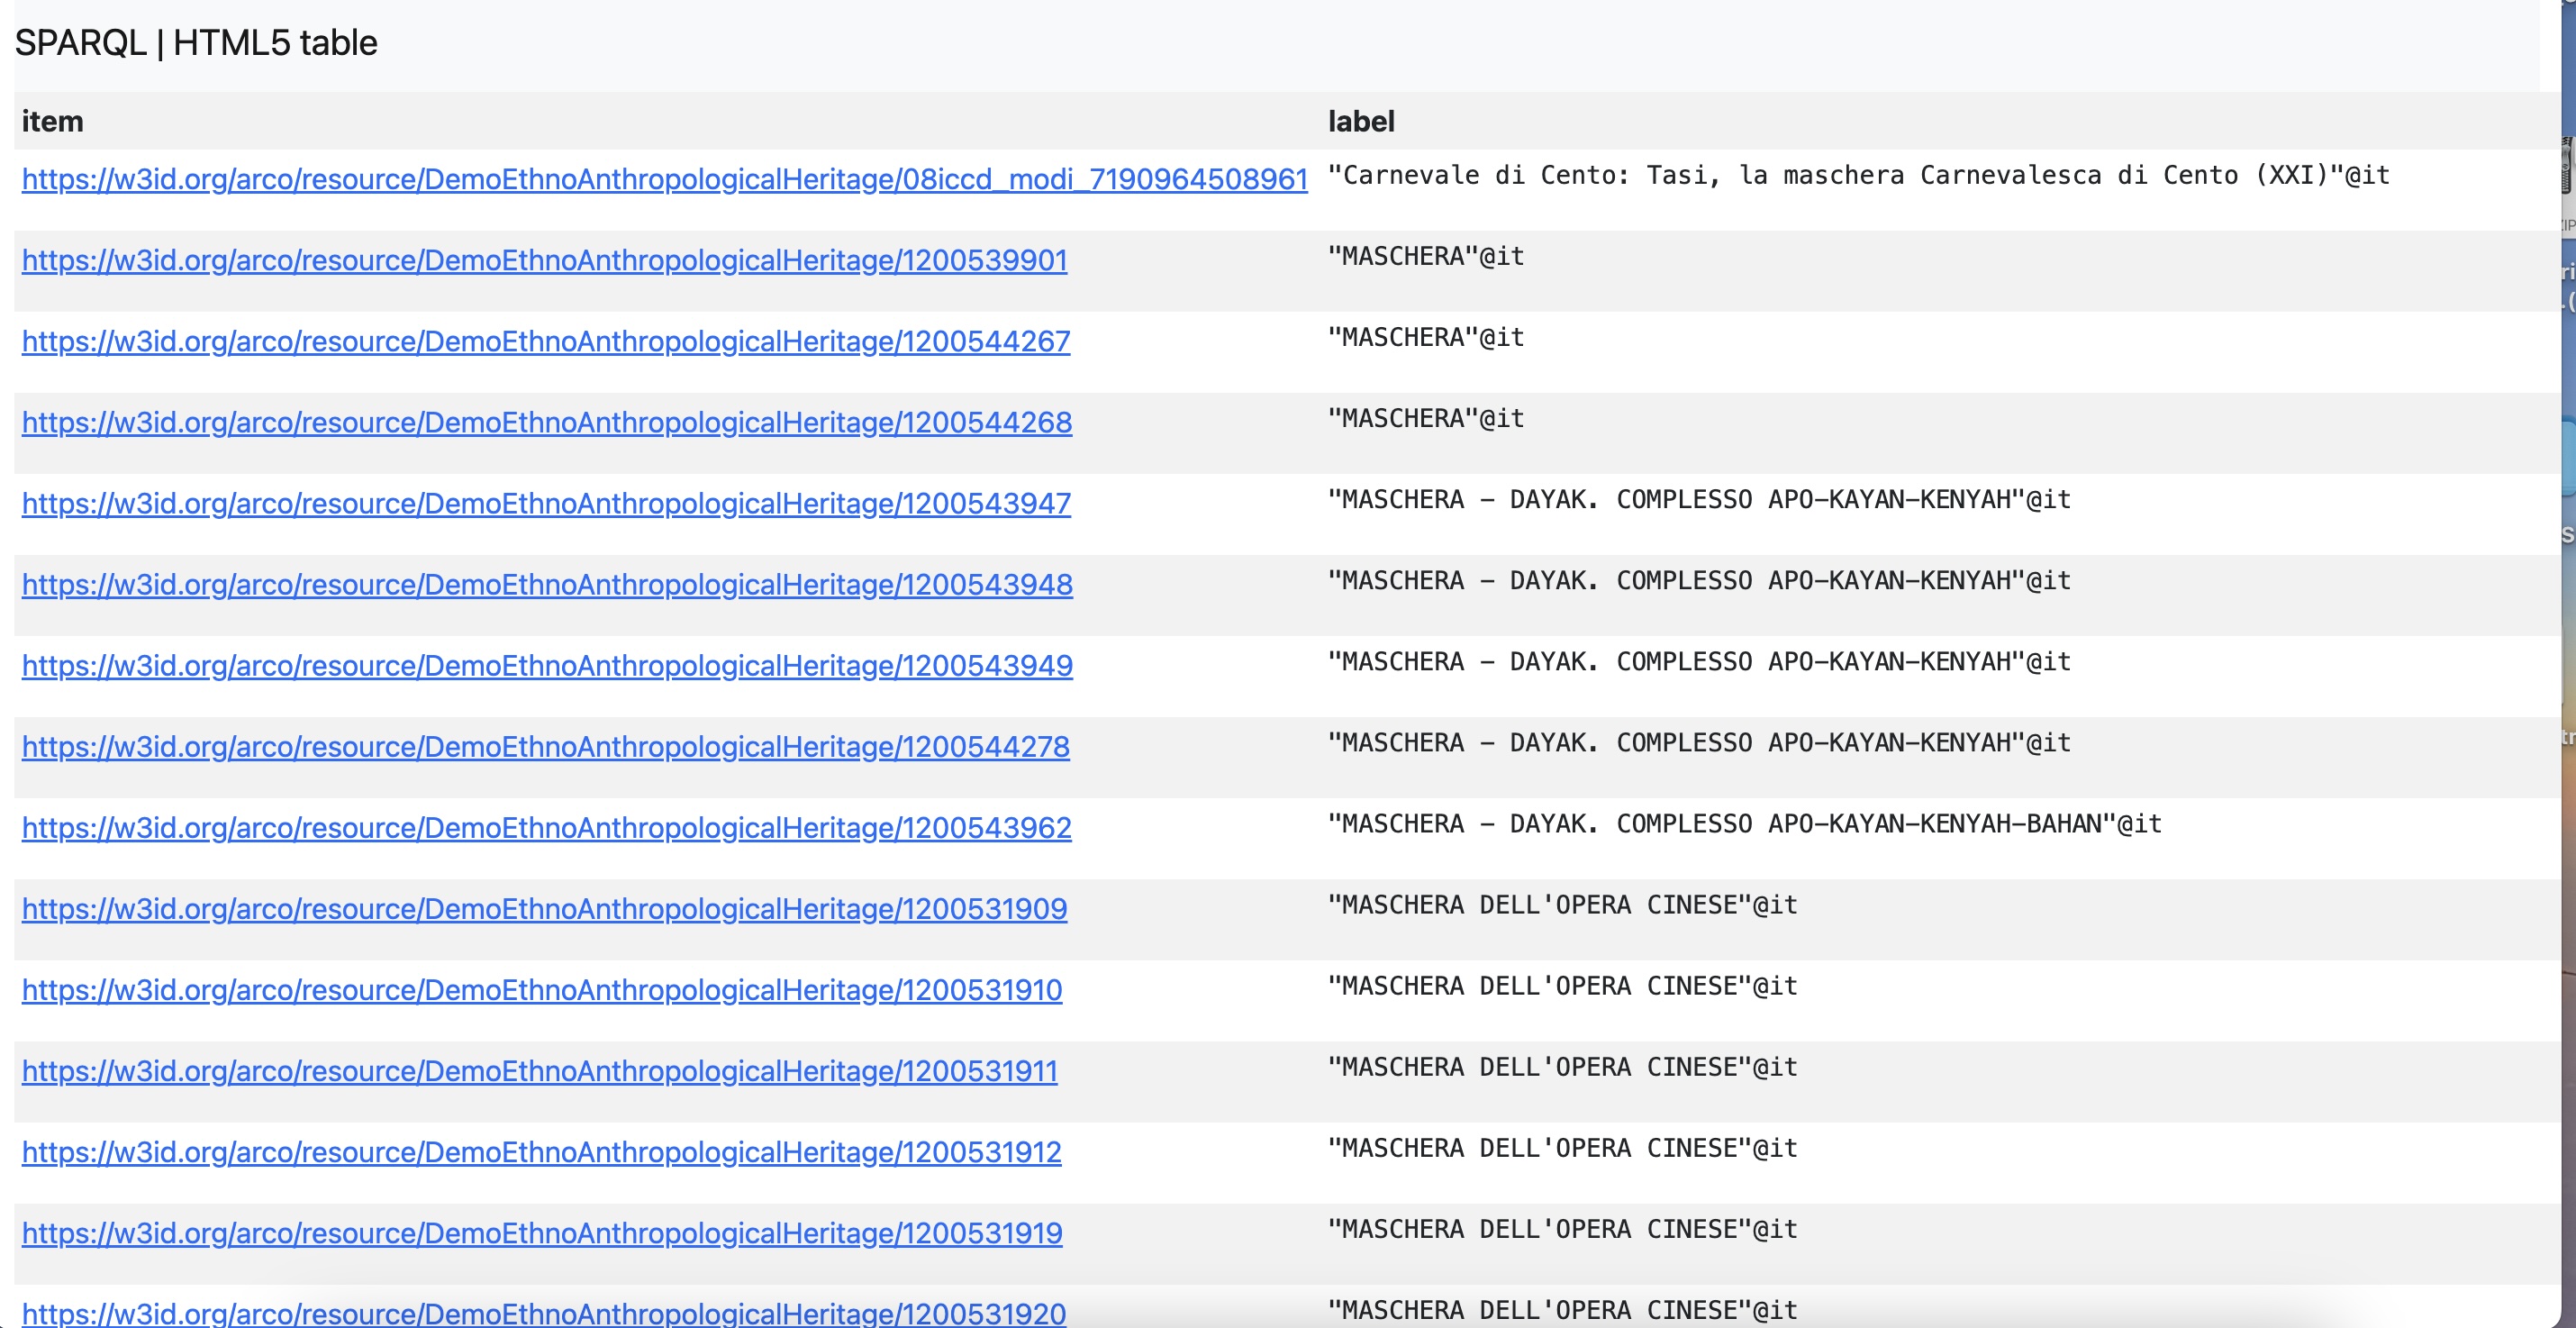 SPARQL | HTML5 table
item label
https://w3id.org/arco/resource/DemoEthnoAnthropologicalHeritage/08iccd_modi_7190964508961 "Carnevale di Cento: Tasi, la maschera Carnevalesca di Cento (XXI)"@it
https://w3id.org/arco/resource/DemoEthnoAnthropologicalHeritage/1200539901 "MASCHERA"@it
https://w3id.org/arco/resource/DemoEthnoAnthropologicalHeritage/1200544267 "MASCHERA"@it
https://w3id.org/arco/resource/DemoEthnoAnthropologicalHeritage/1200544268 "MASCHERA"@it
https://w3id.org/arco/resource/DemoEthnoAnthropologicalHeritage/1200543947 "MASCHERA - DAYAK. COMPLESSO APO-KAYAN-KENYAH"@it
https://w3id.org/arco/resource/DemoEthnoAnthropologicalHeritage/1200543948 "MASCHERA - DAYAK. COMPLESSO APO-KAYAN-KENYAH"@it
https://w3id.org/arco/resource/DemoEthnoAnthropologicalHeritage/1200543949 "MASCHERA - DAYAK. COMPLESSO APO-KAYAN-KENYAH"@it
https://w3id.org/arco/resource/DemoEthnoAnthropologicalHeritage/1200544278 "MASCHERA - DAYAK. COMPLESSO APO-KAYAN-KENYAH"@it
https://w3id.org/arco/resource/DemoEthnoAnthropologicalHeritage/1200543962 "MASCHERA - DAYAK. COMPLESSO APO-KAYAN-KENYAH-BAHAN"@it
https://w3id.org/arco/resource/DemoEthnoAnthropologicalHeritage/1200531909 "MASCHERA DELL'OPERA CINESE"@it
https://w3id.org/arco/resource/DemoEthnoAnthropologicalHeritage/1200531910 "MASCHERA DELL'OPERA CINESE"@it
https://w3id.org/arco/resource/DemoEthnoAnthropologicalHeritage/1200531911 "MASCHERA DELL'OPERA CINESE"@it
https://w3id.org/arco/resource/DemoEthnoAnthropologicalHeritage/1200531912 "MASCHERA DELL'OPERA CINESE"@it
https://w3id.org/arco/resource/DemoEthnoAnthropologicalHeritage/1200531919 "MASCHERA DELL'OPERA CINESE"@it
https://w3id.org/arco/resource/DemoEthnoAnthropologicalHeritage/1200531920 "MASCHERA DELL'OPERA CINESE"@it